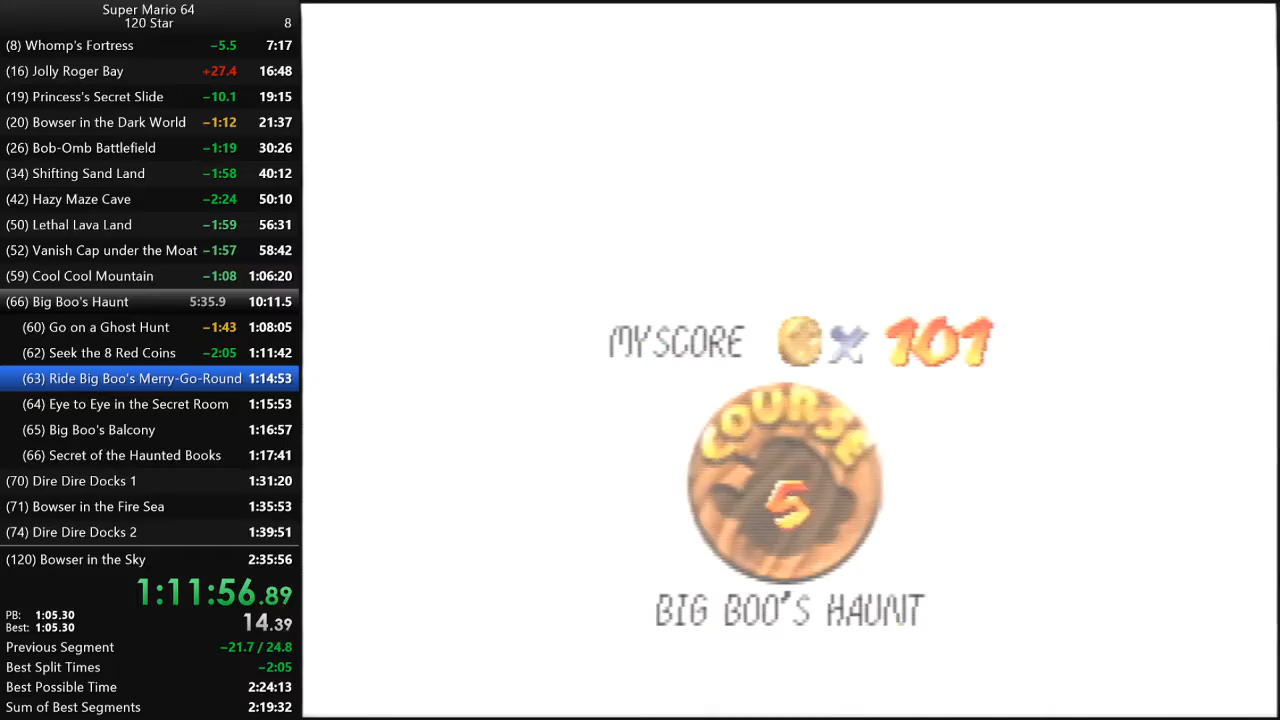 Super Mario 64
120 Star 8
(8) Whomp's Fortress −5.5 7:17
(16) Jolly Roger Bay +27.4 16:48
(19) Princess's Secret Slide −10.1 19:15
(20) Bowser in the Dark World −1:12 21:37
(26) Bob-Omb Battlefield −1:19 30:26
(34) Shifting Sand Land −1:58 40:12
(42) Hazy Maze Cave −2:24 50:10
(50) Lethal Lava Land −1:59 56:31
(52) Vanish Cap under the Moat −1:57 58:42
(59) Cool Cool Mountain −1:08 1:06:20
(66) Big Boo's Haunt 5:35.9 10:11.5
(60) Go on a Ghost Hunt −1:43 1:08:05
(62) Seek the 8 Red Coins −2:05 1:11:42
(63) Ride Big Boo's Merry-Go-Round 1:14:53
(64) Eye to Eye in the Secret Room 1:15:53
(65) Big Boo's Balcony 1:16:57
(66) Secret of the Haunted Books 1:17:41
(70) Dire Dire Docks 1 1:31:20
(71) Bowser in the Fire Sea 1:35:53
(74) Dire Dire Docks 2 1:39:51
(120) Bowser in the Sky 2:35:56
1:11:56.89
PB: 1:05.30
Best: 1:05.30 14.39
Previous Segment −21.7 / 24.8
Best Split Times −2:05
Best Possible Time 2:24:13
Sum of Best Segments 2:19:32
MYSCORE × 101
COURSE
5
BIG BOO'S HAUNT